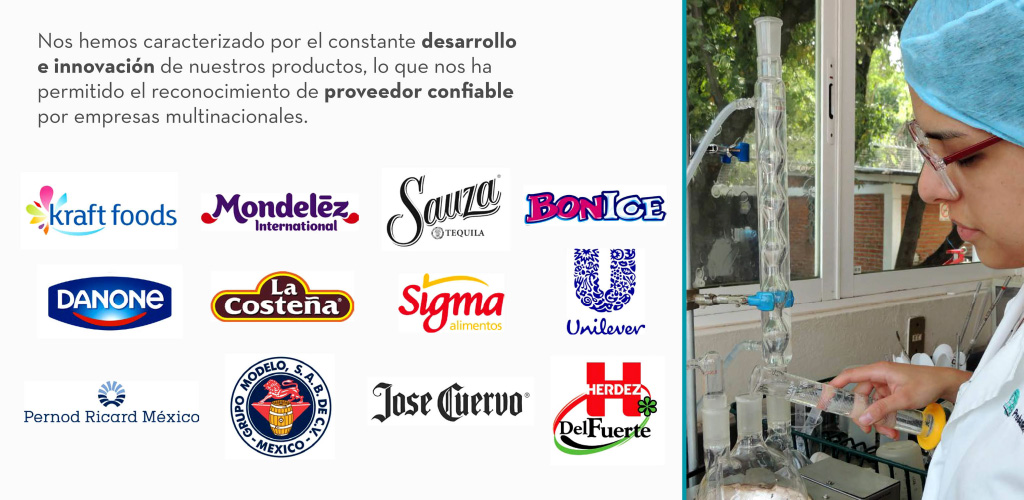 Nos hemos caracterizado por el constante desarrollo
e innovación de nuestros productos, lo que nos ha
permitido el reconocimiento de proveedor confiable
por empresas multinacionales.
kraft foods
Mondelēz
International
Sauza®
TEQUILA
BONICE
DANONE
La
Costeña®
Sigma
alimentos
Unilever
Pernod Ricard México
GRUPO MODELO, S.A.B. DE C.V.
MEXICO
Jose Cuervo®
HERDEZ
DelFuerte